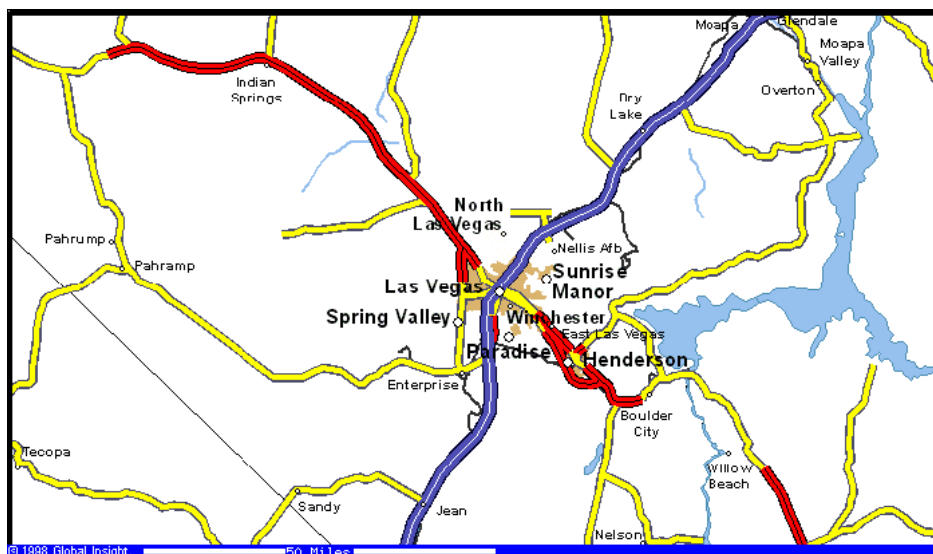 Moapa
Glendale
Moapa
Valley
Indian
Springs
Overton
Dry
Lake
North
Las Vegas
Pahrump
Nellis Afb
Pahramp
Sunrise
Manor
Las Vegas
Spring Valley
Winchester
East Las Vegas
Paradise
Henderson
Enterprise
Boulder
City
Tecopa
Willow
Beach
Sandy
Jean
Nelson
© 1998 Global Insight
50 Miles